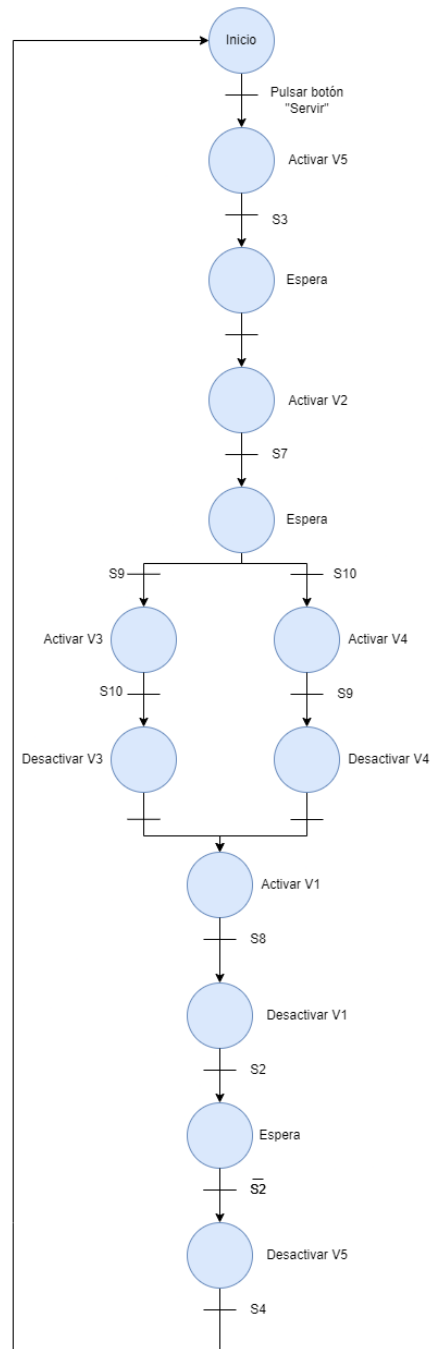 Inicio
Pulsar botón
"Servir"
Activar V5
S3
Espera
Activar V2
S7
Espera
S9
S10
Activar V3
Activar V4
S10
S9
Desactivar V3
Desactivar V4
Activar V1
S8
Desactivar V1
S2
Espera
S̅2̅
Desactivar V5
S4